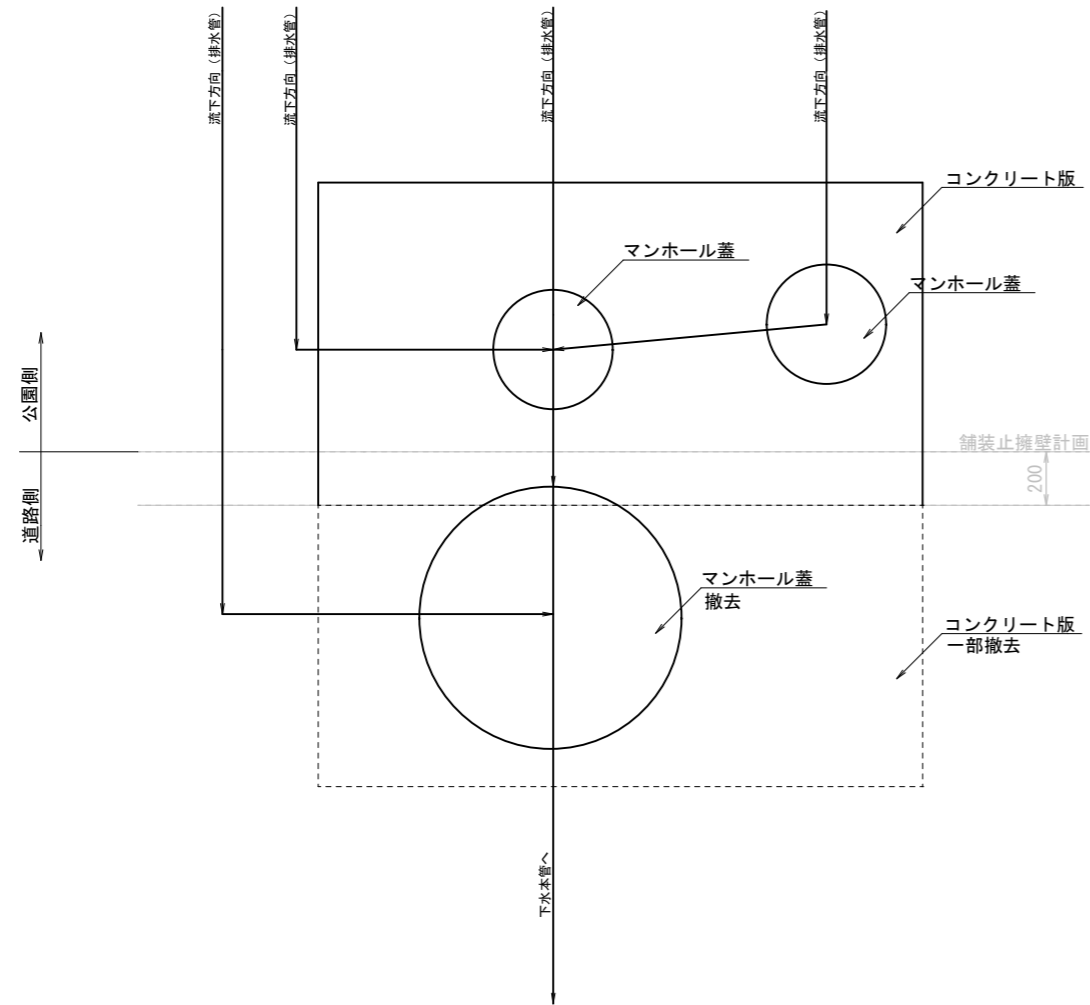 流下方向（排水管）
流下方向（排水管）
流下方向（排水管）
流下方向（排水管）
コンクリート版
マンホール蓋
マンホール蓋
公園側
道路側
舗装止擁壁計画
200
マンホール蓋
撤去
コンクリート版
一部撤去
下水本管へ